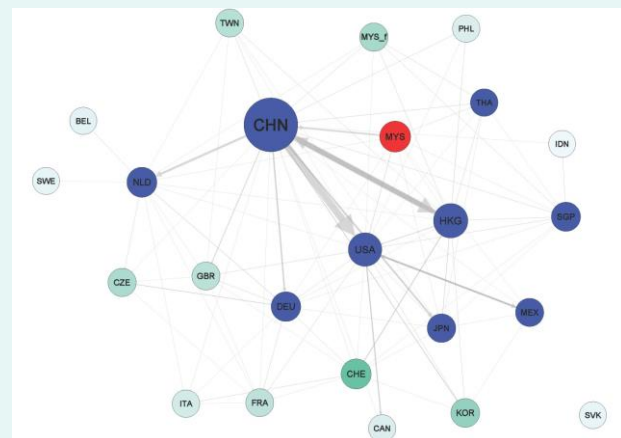 TWN
MYS_f
PHL
THA
CHN
BEL
MYS
IDN
SWE
NLD
SGP
HKG
USA
GBR
CZE
DEU
MEX
JPN
CHE
ITA
FRA
KOR
SVK
CAN